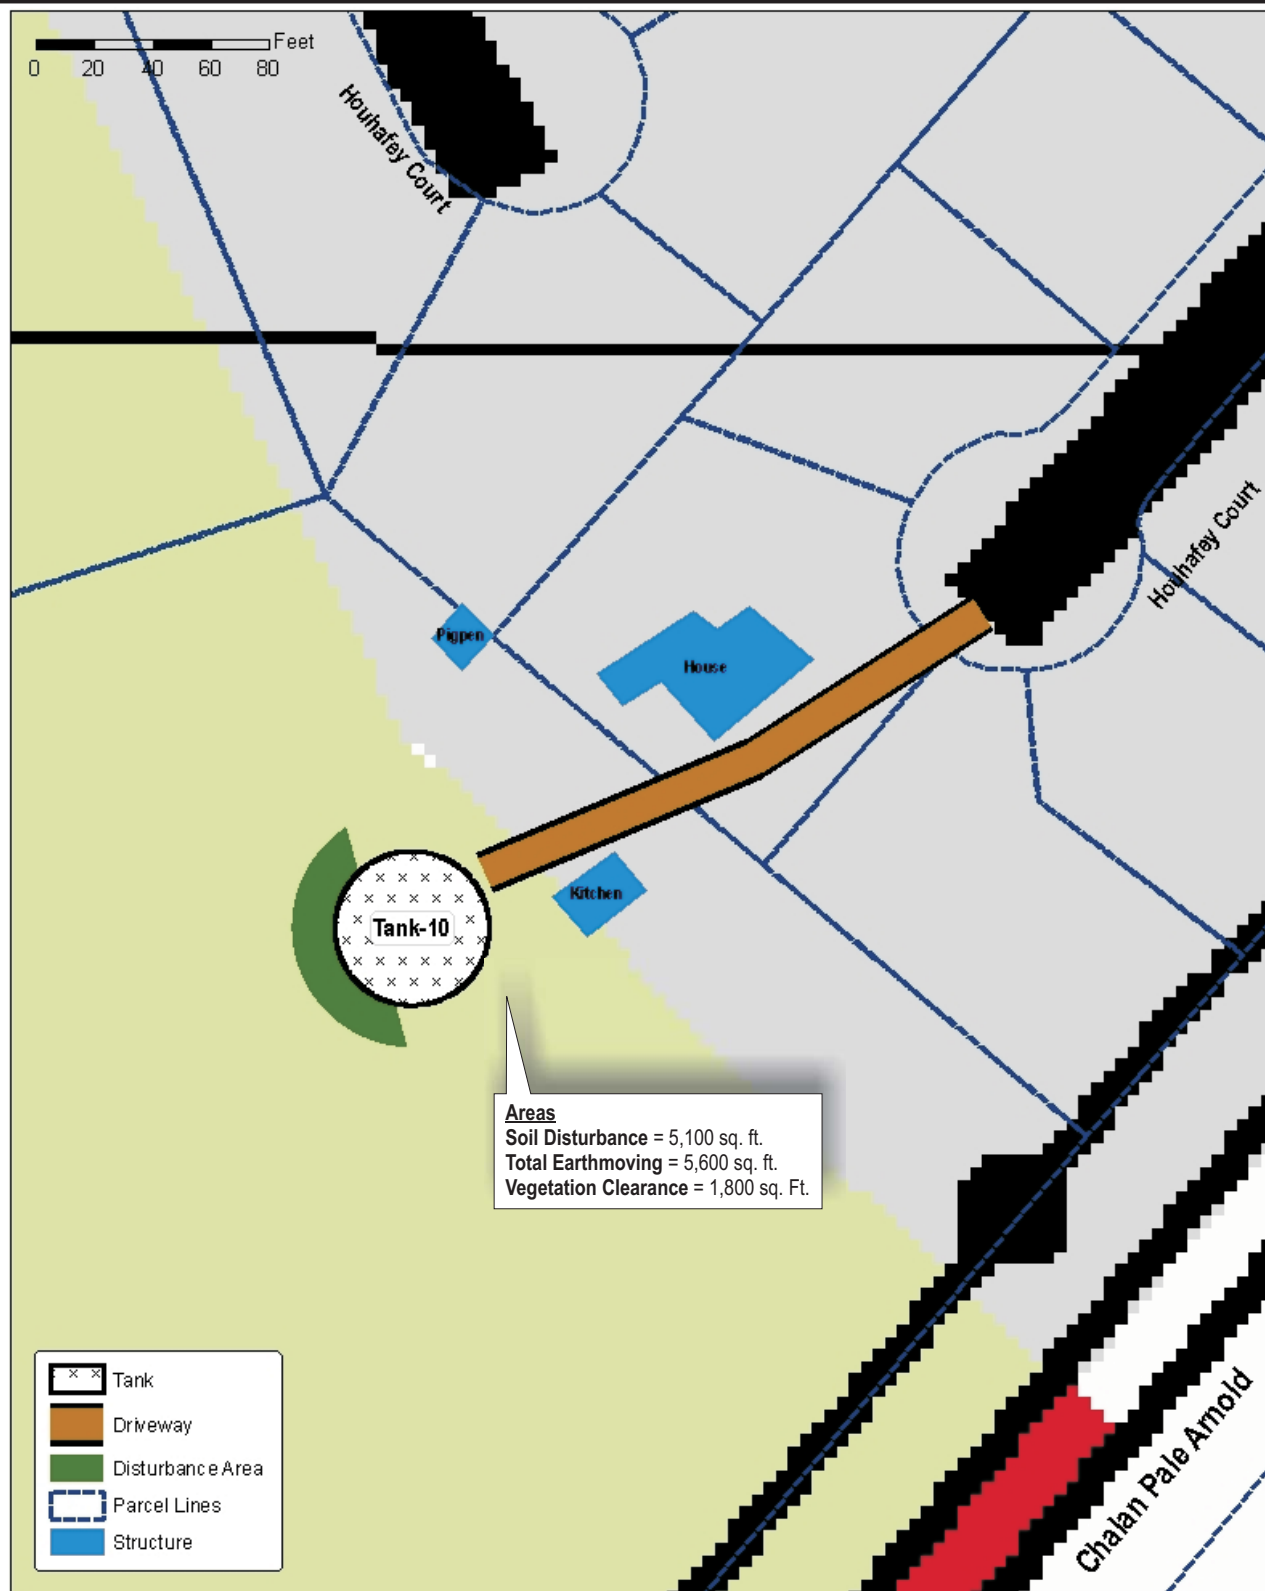 Feet
0 20 40 60 80
Houhafey Court
Houhafey Court
Pigpen
House
Kitchen
Tank-10
Areas
Soil Disturbance = 5,100 sq. ft.
Total Earthmoving = 5,600 sq. ft.
Vegetation Clearance = 1,800 sq. Ft.
Tank
Driveway
Disturbance Area
Parcel Lines
Structure
Chalan Pale Arnold